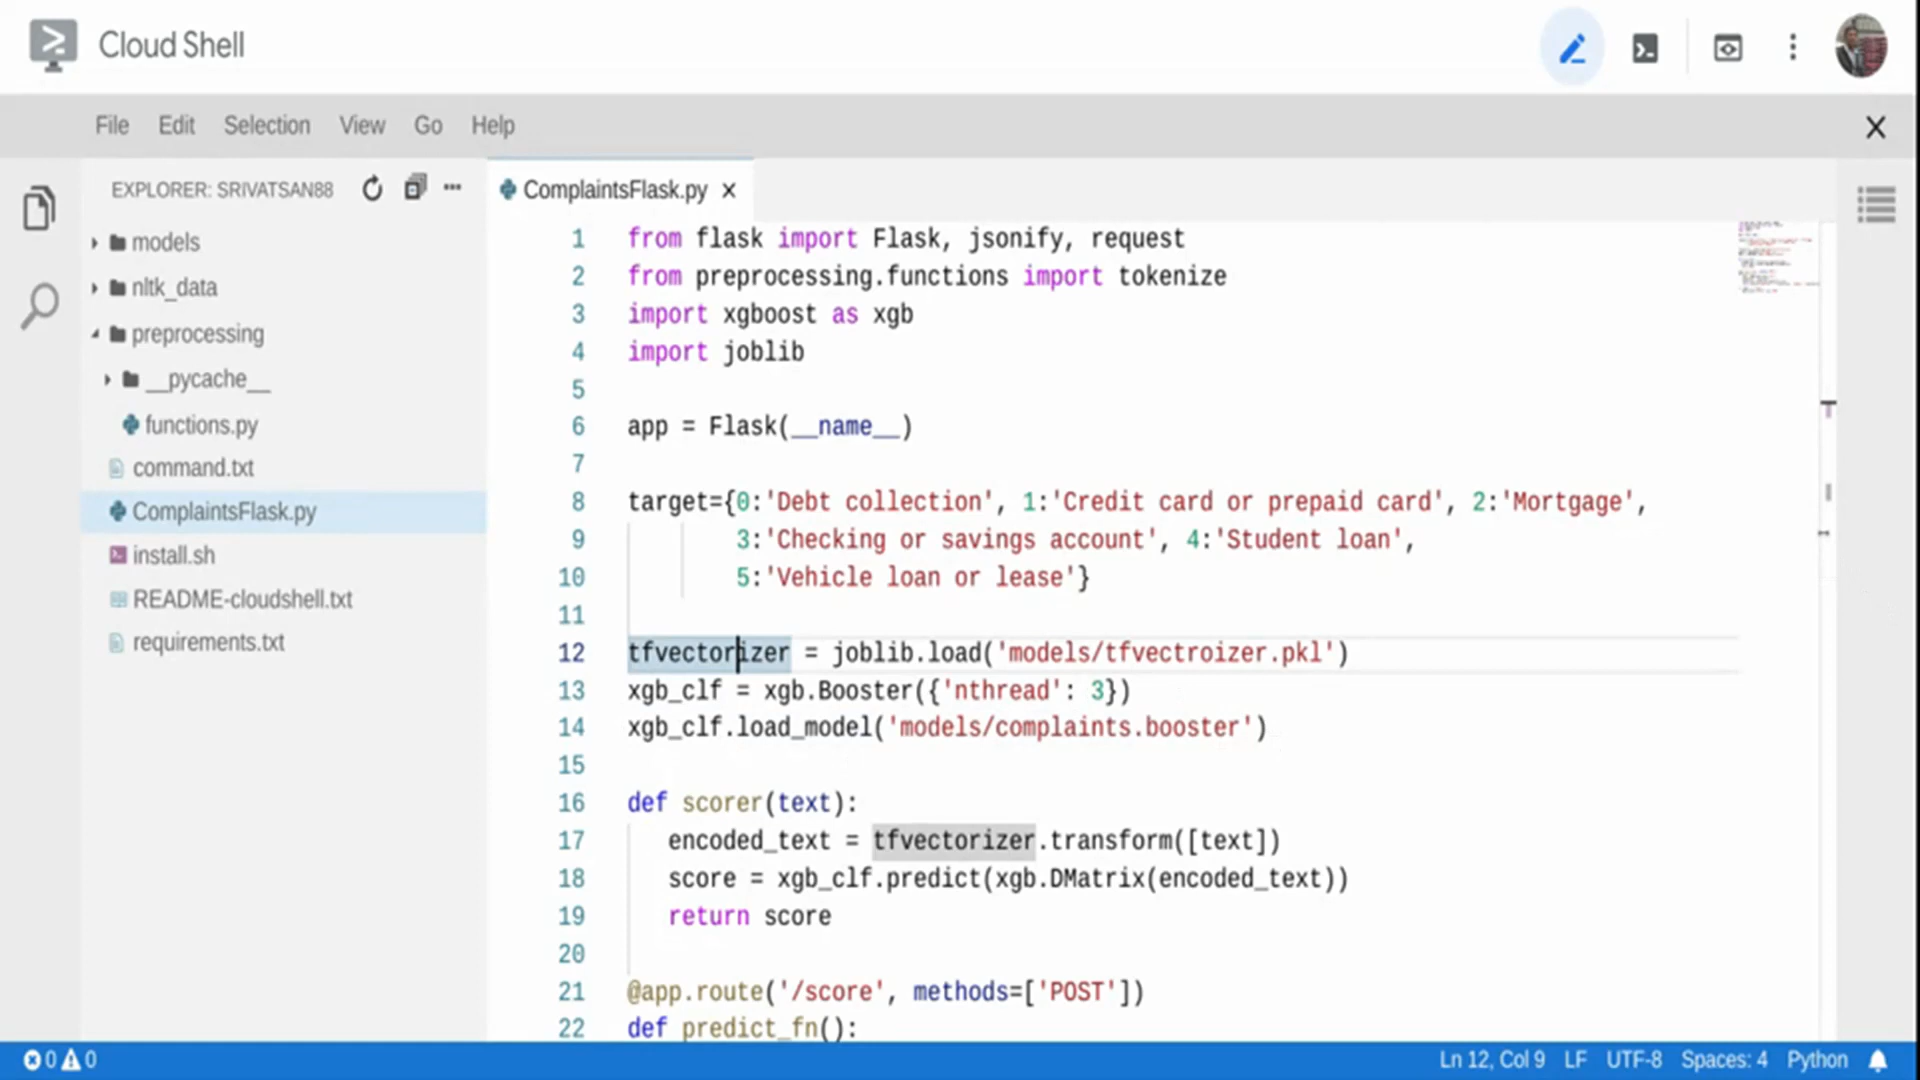 Cloud Shell
File Edit Selection View Go Help
EXPLORER: SRIVATSAN88
models
nltk_data
preprocessing
__pycache__
functions.py
command.txt
ComplaintsFlask.py
install.sh
README-cloudshell.txt
requirements.txt
ComplaintsFlask.py
1 from flask import Flask, jsonify, request
2 from preprocessing.functions import tokenize
3 import xgboost as xgb
4 import joblib
5
6 app = Flask(__name__)
7
8 target={0:'Debt collection', 1:'Credit card or prepaid card', 2:'Mortgage',
9 3:'Checking or savings account', 4:'Student loan',
10 5:'Vehicle loan or lease'}
11
12 tfvectorizer = joblib.load('models/tfvectroizer.pkl')
13 xgb_clf = xgb.Booster({'nthread': 3})
14 xgb_clf.load_model('models/complaints.booster')
15
16 def scorer(text):
17 encoded_text = tfvectorizer.transform([text])
18 score = xgb_clf.predict(xgb.DMatrix(encoded_text))
19 return score
20
21 @app.route('/score', methods=['POST'])
22 def predict_fn():
0 0 Ln 12, Col 9 LF UTF-8 Spaces: 4 Python